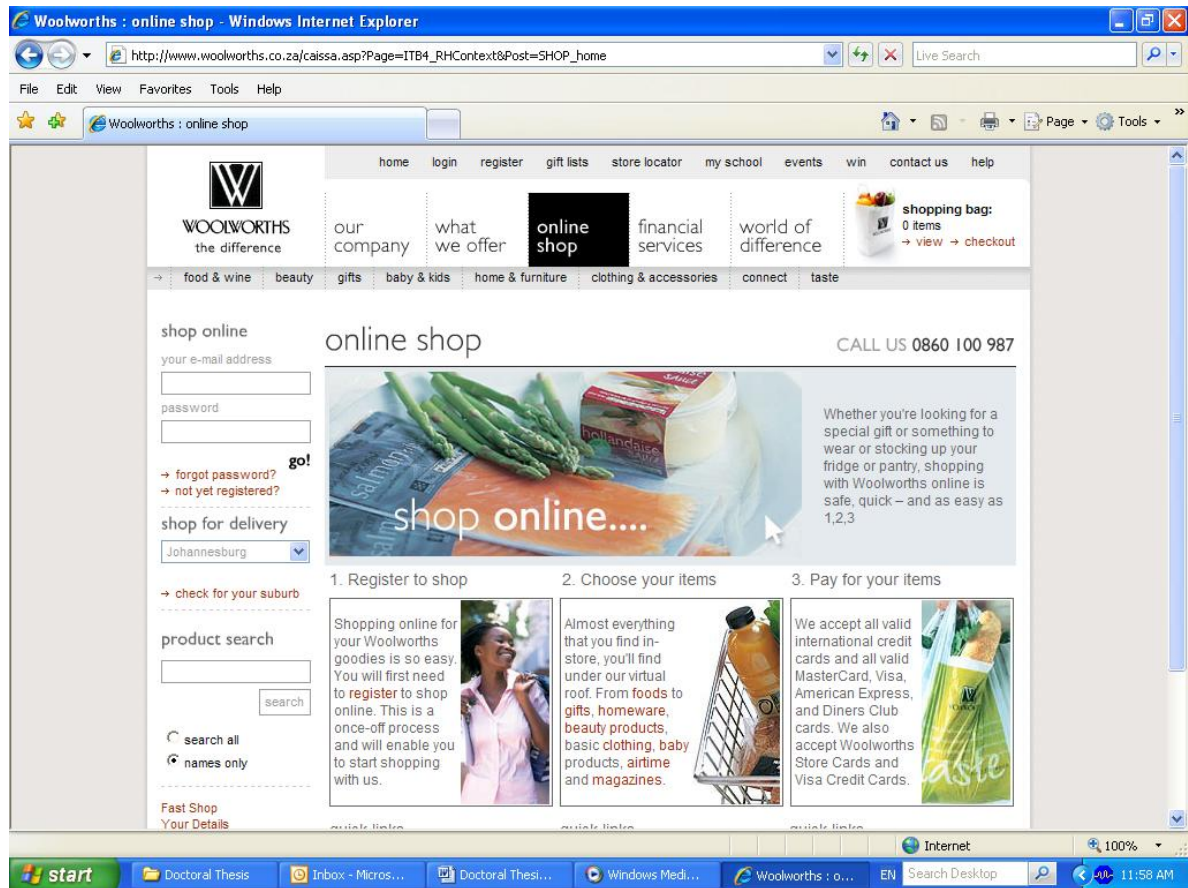 Woolworths : online shop - Windows Internet Explorer
http://www.woolworths.co.za/caissa.asp?Page=ITB4_RHContext&Post=SHOP_home
Live Search
File Edit View Favorites Tools Help
Woolworths : online shop
Page Tools
home login register gift lists store locator my school events win contact us help
W
WOOLWORTHS
the difference
our company
what we offer
online shop
financial services
world of difference
shopping bag:
0 items
→ view → checkout
→ food & wine beauty gifts baby & kids home & furniture clothing & accessories connect taste
shop online
your e-mail address
password
go!
→ forgot password?
→ not yet registered?
shop for delivery
Johannesburg
→ check for your suburb
product search
search
search all
names only
Fast Shop
Your Details
online shop
CALL US 0860 100 987
salmon
hollandaise
SAUCE
shop online....
Whether you're looking for a
special gift or something to
wear or stocking up your
fridge or pantry, shopping
with Woolworths online is
safe, quick – and as easy as
1,2,3
1. Register to shop
Shopping online for
your Woolworths
goodies is so easy.
You will first need
to register to shop
online. This is a
once-off process
and will enable you
to start shopping
with us.
2. Choose your items
Almost everything
that you find in-
store, you'll find
under our virtual
roof. From foods to
gifts, homeware,
beauty products,
basic clothing, baby
products, airtime
and magazines.
3. Pay for your items
We accept all valid
international credit
cards and all valid
MasterCard, Visa,
American Express,
and Diners Club
cards. We also
accept Woolworths
Store Cards and
Visa Credit Cards.
taste
quick links quick links quick links
Internet 100%
start Doctoral Thesis Inbox - Micros... Doctoral Thesi... Windows Medi... Woolworths : o... EN Search Desktop 11:58 AM